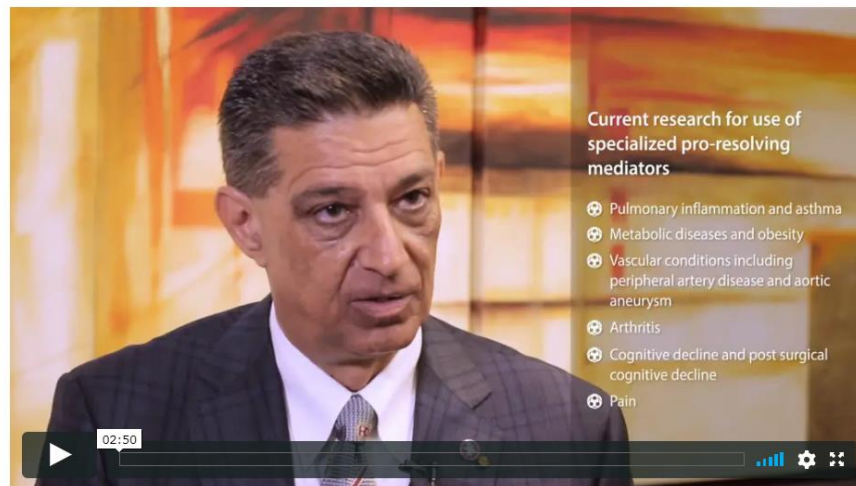 Current research for use of
specialized pro-resolving
mediators
Pulmonary inflammation and asthma
Metabolic diseases and obesity
Vascular conditions including
peripheral artery disease and aortic
aneurysm
Arthritis
Cognitive decline and post surgical
cognitive decline
Pain
02:50